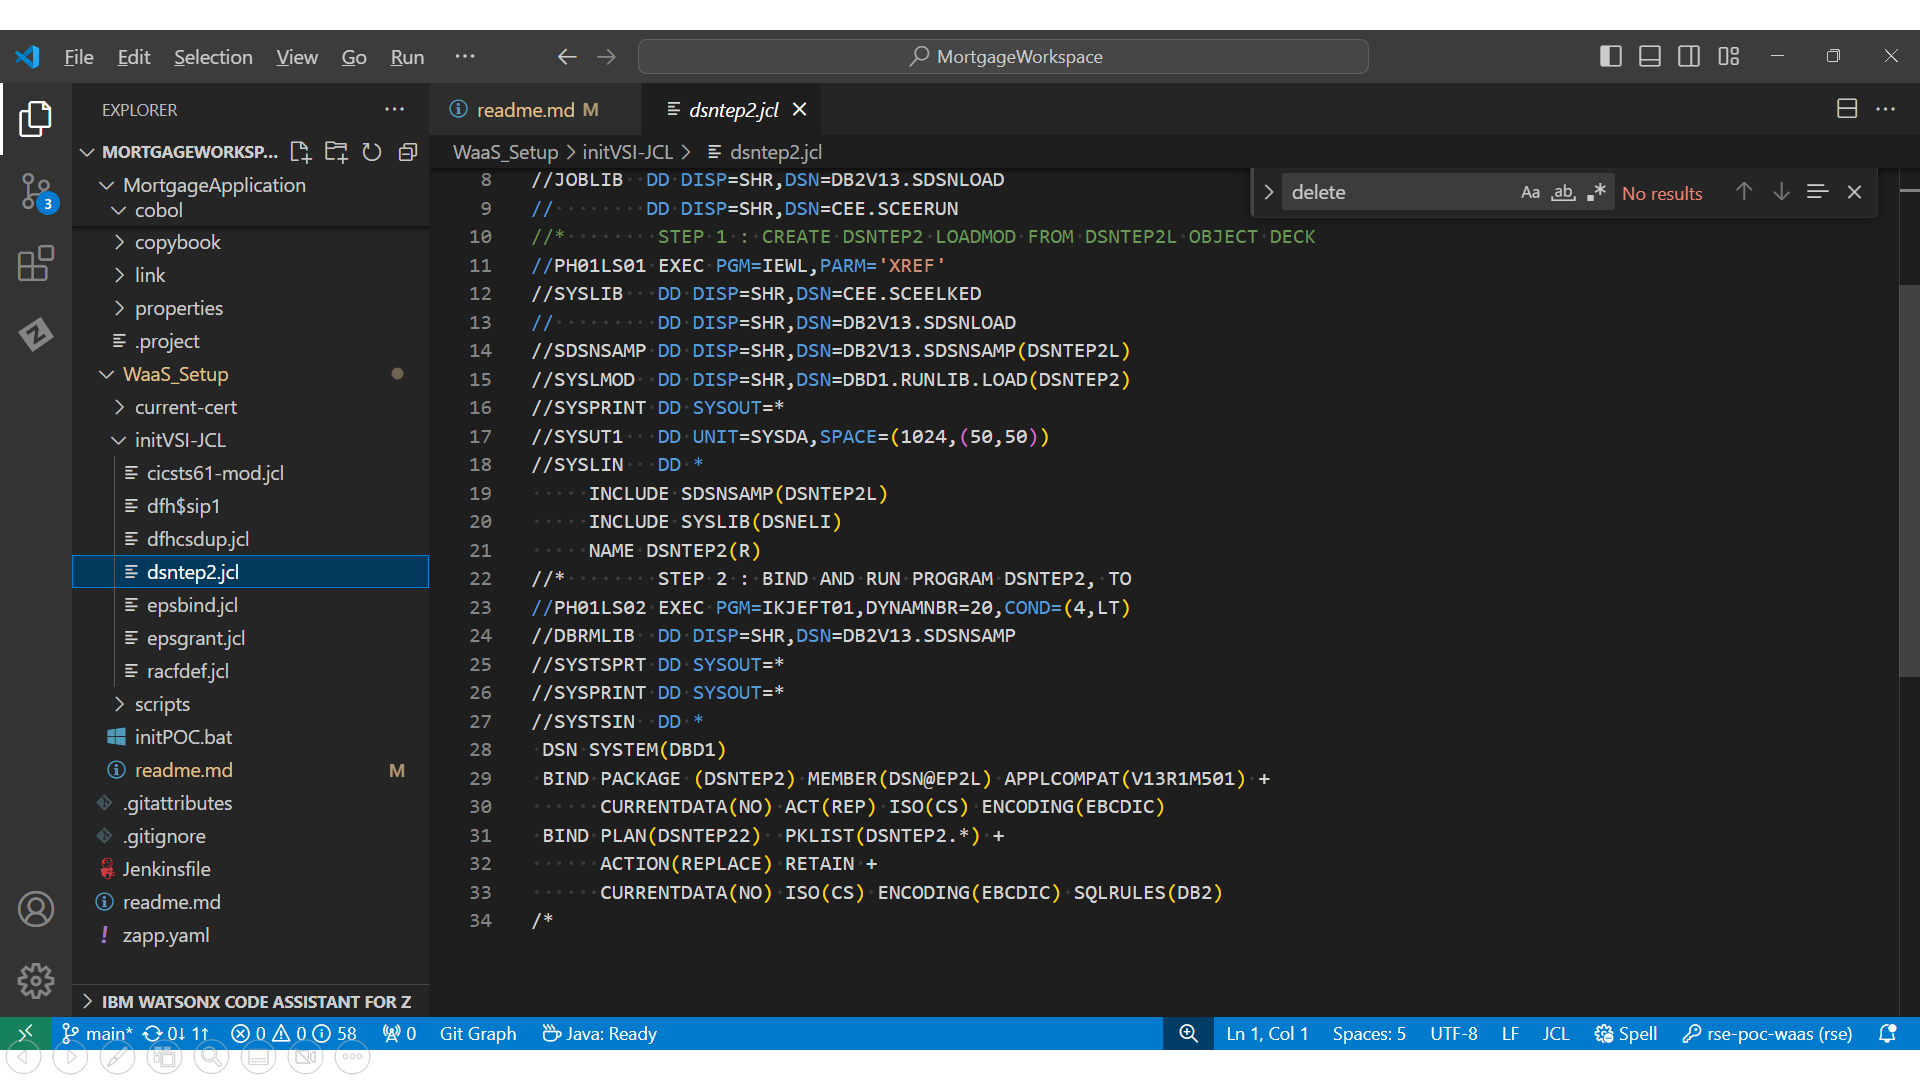 File Edit Selection View Go Run ··· MortgageWorkspace
EXPLORER ···
MORTGAGEWORKSP...
MortgageApplication
cobol
copybook
link
properties
.project
WaaS_Setup
current-cert
initVSI-JCL
cicsts61-mod.jcl
dfh$sip1
dfhcsdup.jcl
dsntep2.jcl
epsbind.jcl
epsgrant.jcl
racfdef.jcl
scripts
initPOC.bat
readme.md M
.gitattributes
.gitignore
Jenkinsfile
readme.md
! zapp.yaml
IBM WATSONX CODE ASSISTANT FOR Z
3
readme.md M dsntep2.jcl
WaaS_Setup > initVSI-JCL > dsntep2.jcl
delete Aa ab .* No results
8 //JOBLIB  DD DISP=SHR,DSN=DB2V13.SDSNLOAD
9 //        DD DISP=SHR,DSN=CEE.SCEERUN
10 //*        STEP 1 : CREATE DSNTEP2 LOADMOD FROM DSNTEP2L OBJECT DECK
11 //PH01LS01 EXEC PGM=IEWL,PARM='XREF'
12 //SYSLIB   DD DISP=SHR,DSN=CEE.SCEELKED
13 //         DD DISP=SHR,DSN=DB2V13.SDSNLOAD
14 //SDSNSAMP DD DISP=SHR,DSN=DB2V13.SDSNSAMP(DSNTEP2L)
15 //SYSLMOD  DD DISP=SHR,DSN=DBD1.RUNLIB.LOAD(DSNTEP2)
16 //SYSPRINT DD SYSOUT=*
17 //SYSUT1   DD UNIT=SYSDA,SPACE=(1024,(50,50))
18 //SYSLIN   DD *
19      INCLUDE SDSNSAMP(DSNTEP2L)
20      INCLUDE SYSLIB(DSNELI)
21      NAME DSNTEP2(R)
22 //*        STEP 2 : BIND AND RUN PROGRAM DSNTEP2, TO
23 //PH01LS02 EXEC PGM=IKJEFT01,DYNAMNBR=20,COND=(4,LT)
24 //DBRMLIB  DD DISP=SHR,DSN=DB2V13.SDSNSAMP
25 //SYSTSPRT DD SYSOUT=*
26 //SYSPRINT DD SYSOUT=*
27 //SYSTSIN  DD *
28  DSN SYSTEM(DBD1)
29  BIND PACKAGE (DSNTEP2) MEMBER(DSN@EP2L) APPLCOMPAT(V13R1M501) +
30       CURRENTDATA(NO) ACT(REP) ISO(CS) ENCODING(EBCDIC)
31  BIND PLAN(DSNTEP22)  PKLIST(DSNTEP2.*) +
32       ACTION(REPLACE) RETAIN +
33       CURRENTDATA(NO) ISO(CS) ENCODING(EBCDIC) SQLRULES(DB2)
34 /*
main* 0↓ 1↑ 0 0 58 0 Git Graph Java: Ready Ln 1, Col 1 Spaces: 5 UTF-8 LF JCL Spell rse-poc-waas (rse)